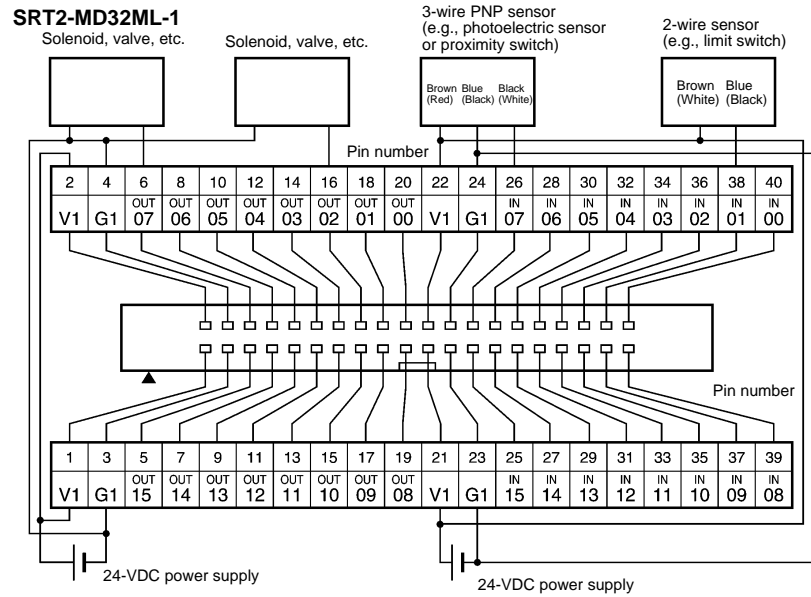 SRT2-MD32ML-1
Solenoid, valve, etc.
Solenoid, valve, etc.
3-wire PNP sensor
(e.g., photoelectric sensor
or proximity switch)
2-wire sensor
(e.g., limit switch)
Brown Blue Black
(Red) (Black) (White)
Brown Blue
(White) (Black)
Pin number
2 4 6 8 10 12 14 16 18 20 22 24 26 28 30 32 34 36 38 40
V1 G1 OUT 07 OUT 06 OUT 05 OUT 04 OUT 03 OUT 02 OUT 01 OUT 00 V1 G1 IN 07 IN 06 IN 05 IN 04 IN 03 IN 02 IN 01 IN 00
Pin number
1 3 5 7 9 11 13 15 17 19 21 23 25 27 29 31 33 35 37 39
V1 G1 OUT 15 OUT 14 OUT 13 OUT 12 OUT 11 OUT 10 OUT 09 OUT 08 V1 G1 IN 15 IN 14 IN 13 IN 12 IN 11 IN 10 IN 09 IN 08
24-VDC power supply
24-VDC power supply